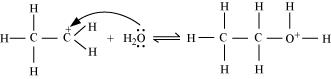 H H H H H
H—C—C⁺ + H₂Ö: ⇌ H—C—C—O⁺—H
H H H H